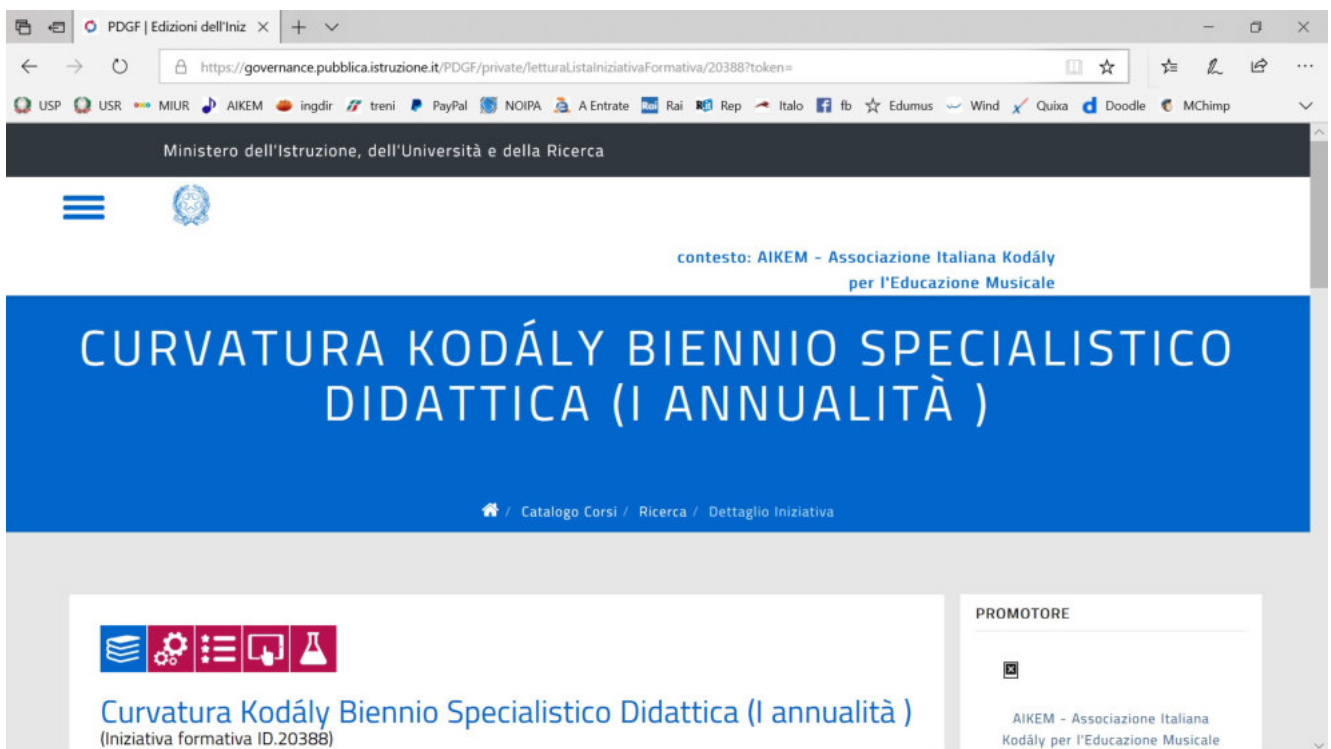 PDGF | Edizioni dell'Iniz
https://governance.pubblica.istruzione.it/PDGF/private/letturaListaIniziativaFormativa/20388?token=
USP USR MIUR AIKEM ingdir treni PayPal NOIPA A Entrate Rai Rep Italo fb Edumus Wind Quixa Doodle MChimp
Ministero dell'Istruzione, dell'Università e della Ricerca
contesto: AIKEM - Associazione Italiana Kodály
per l'Educazione Musicale
CURVATURA KODÁLY BIENNIO SPECIALISTICO
DIDATTICA (I ANNUALITÀ )
/ Catalogo Corsi / Ricerca / Dettaglio Iniziativa
PROMOTORE
Curvatura Kodály Biennio Specialistico Didattica (I annualità )
(Iniziativa formativa ID.20388)
AIKEM - Associazione Italiana
Kodály per l'Educazione Musicale